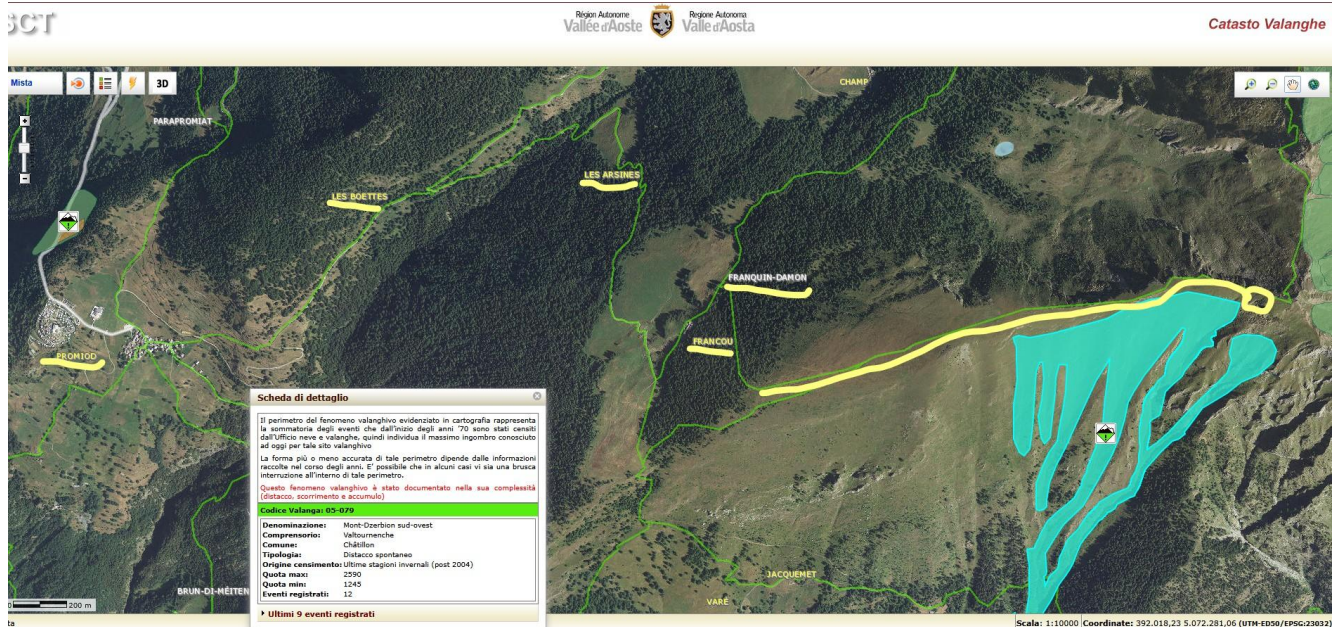 SCT
Région Autonome
Vallée d'Aoste
Regione Autonoma
Valle d'Aosta
Catasto Valanghe
Mista
3D
CHAMP
PARAPROMIAT
LES ARSINES
LES BOETTES
FRANQUIN-DAMON
FRANCOU
PROMIOD
Scheda di dettaglio
Il perimetro del fenomeno valanghivo evidenziato in cartografia rappresenta
la sommatoria degli eventi che dall'inizio degli anni '70 sono stati censiti
dall'Ufficio neve e valanghe, quindi individua il massimo ingombro conosciuto
ad oggi per tale sito valanghivo
La forma più o meno accurata di tale perimetro dipende dalle informazioni
raccolte nel corso degli anni. E' possibile che in alcuni casi vi sia una brusca
interruzione all'interno di tale perimetro.
Questo fenomeno valanghivo è stato documentato nella sua complessità
(distacco, scorrimento e accumulo)
Codice Valanga: 05-079
Denominazione: Mont-Dzerbion sud-ovest
Comprensorio: Valtournenche
Comune: Châtillon
Tipologia: Distacco spontaneo
Origine censimento: Ultime stagioni invernali (post 2004)
Quota max: 2590
Quota min: 1245
Eventi registrati: 12
Ultimi 9 eventi registrati
JACQUEMET
BRUN-DI-MÉITEN
VARÉ
0 200 m
ta
Scala: 1:10000 Coordinate: 392.018,23 5.072.281,06 (UTM-ED50/EPSG:23032)